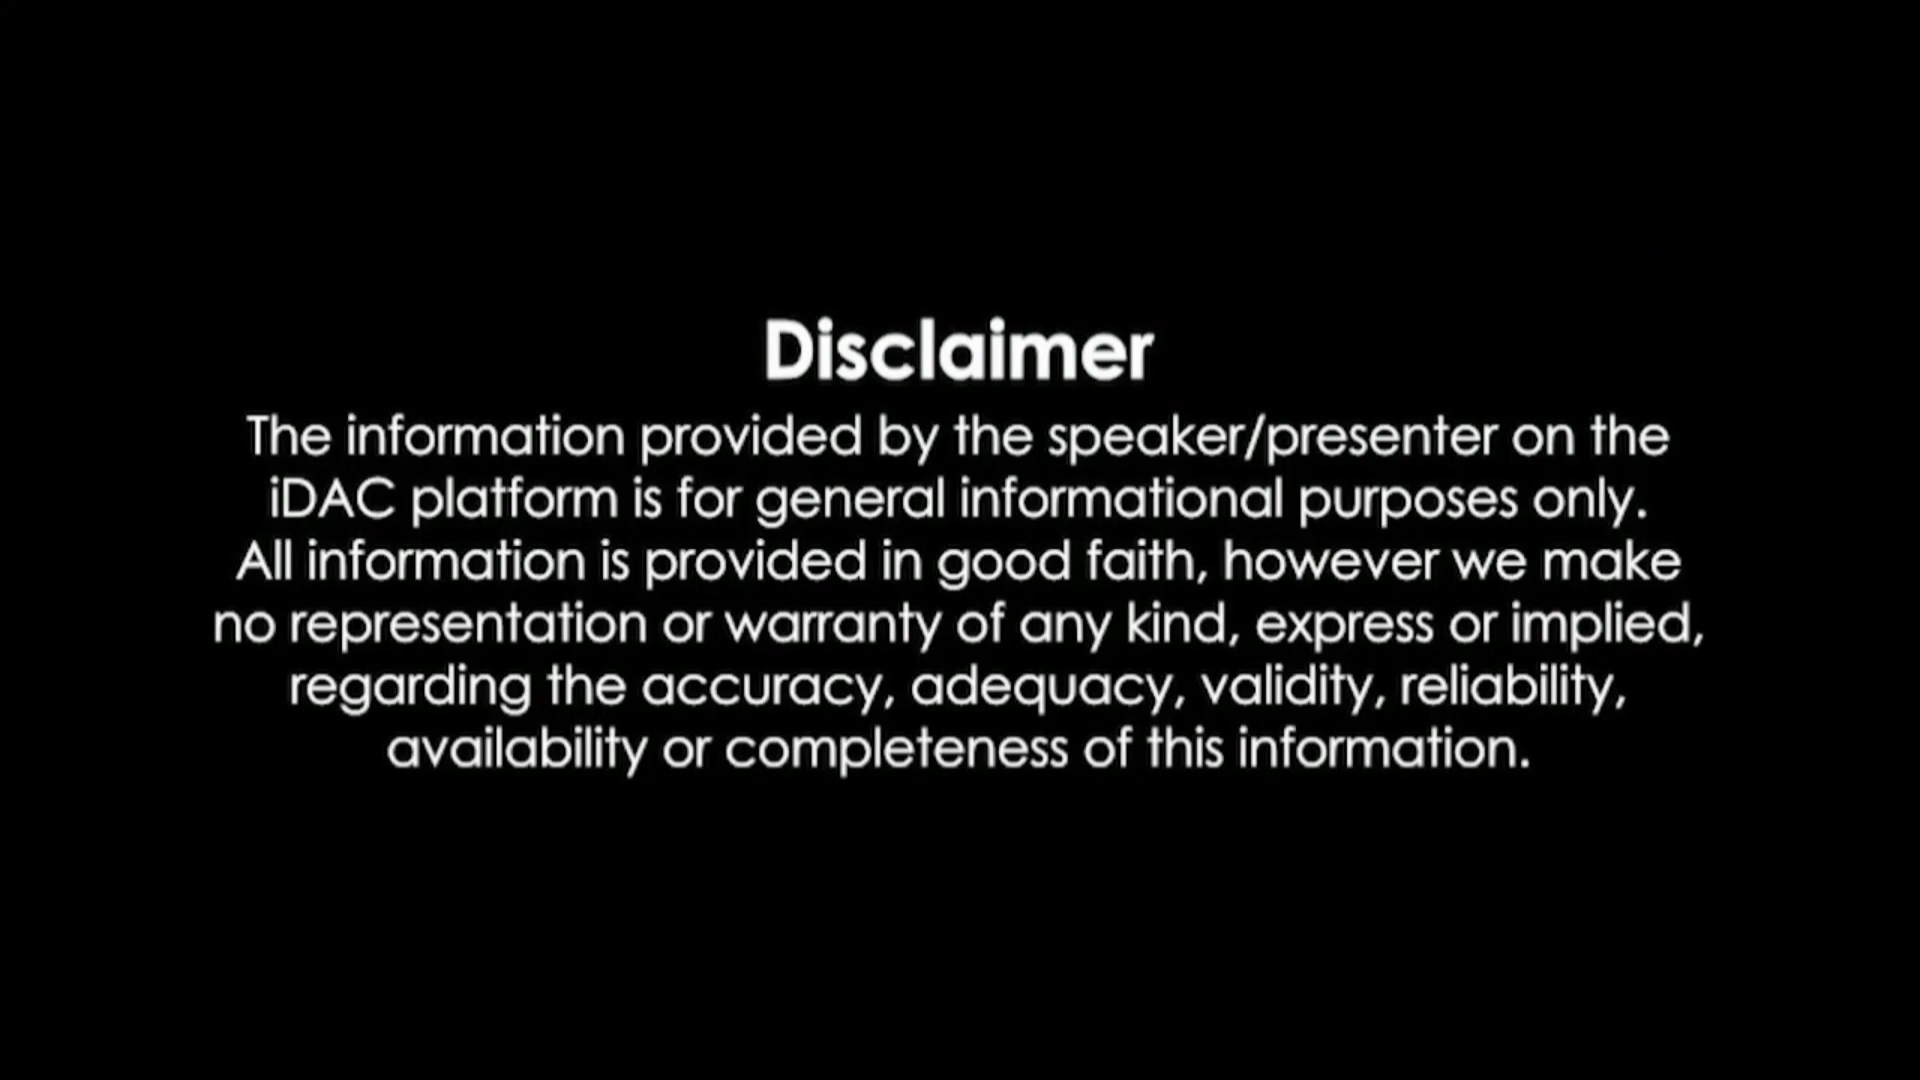 Disclaimer
The information provided by the speaker/presenter on the
iDAC platform is for general informational purposes only.
All information is provided in good faith, however we make
no representation or warranty of any kind, express or implied,
regarding the accuracy, adequacy, validity, reliability,
availability or completeness of this information.